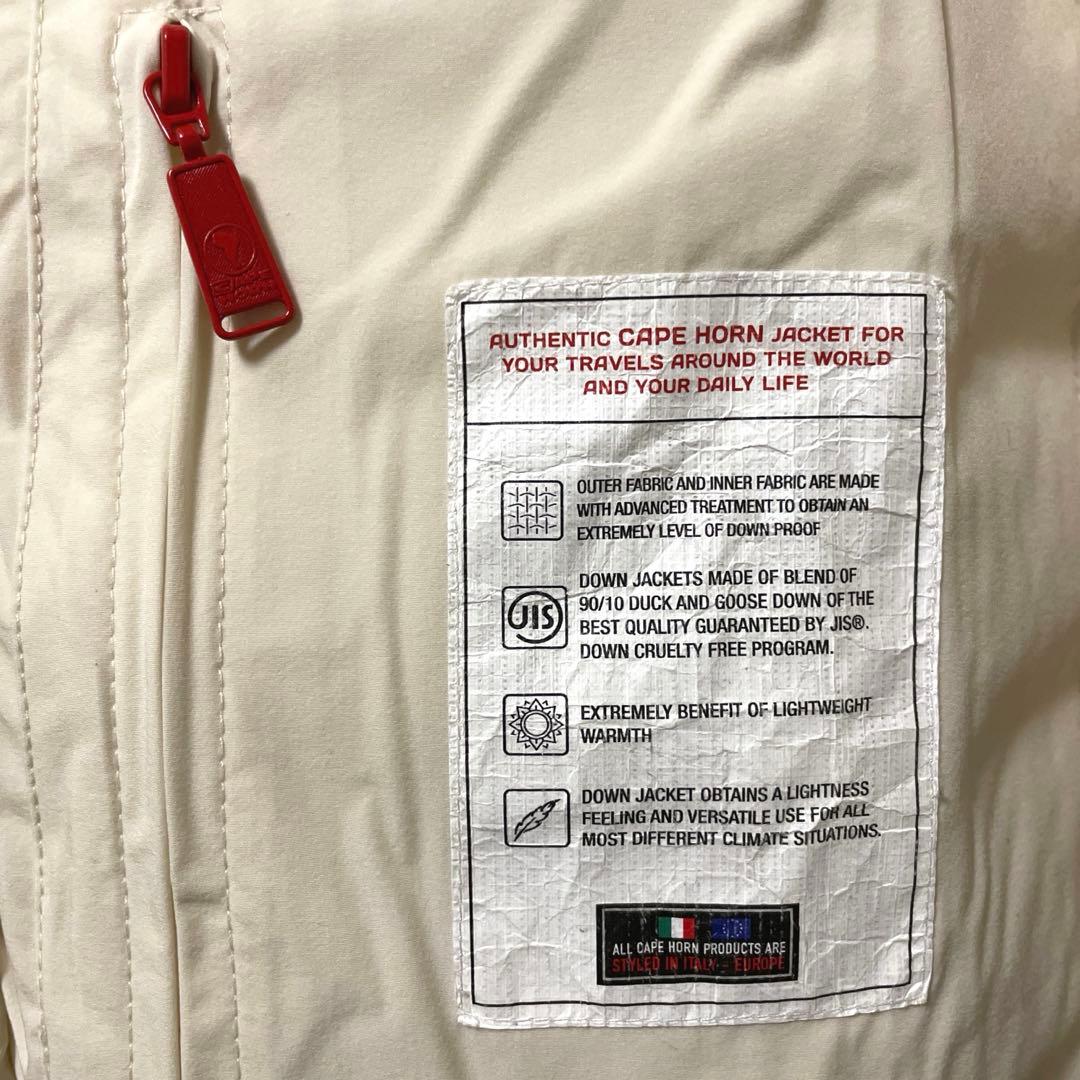 AUTHENTIC CAPE HORN JACKET FOR
YOUR TRAVELS AROUND THE WORLD
AND YOUR DAILY LIFE
OUTER FABRIC AND INNER FABRIC ARE MADE
WITH ADVANCED TREATMENT TO OBTAIN AN
EXTREMELY LEVEL OF DOWN PROOF
JIS
DOWN JACKETS MADE OF BLEND OF
90/10 DUCK AND GOOSE DOWN OF THE
BEST QUALITY GUARANTEED BY JIS®.
DOWN CRUELTY FREE PROGRAM.
EXTREMELY BENEFIT OF LIGHTWEIGHT
WARMTH
DOWN JACKET OBTAINS A LIGHTNESS
FEELING AND VERSATILE USE FOR ALL
MOST DIFFERENT CLIMATE SITUATIONS.
ALL CAPE HORN PRODUCTS ARE
STYLED IN ITALY - EUROPE